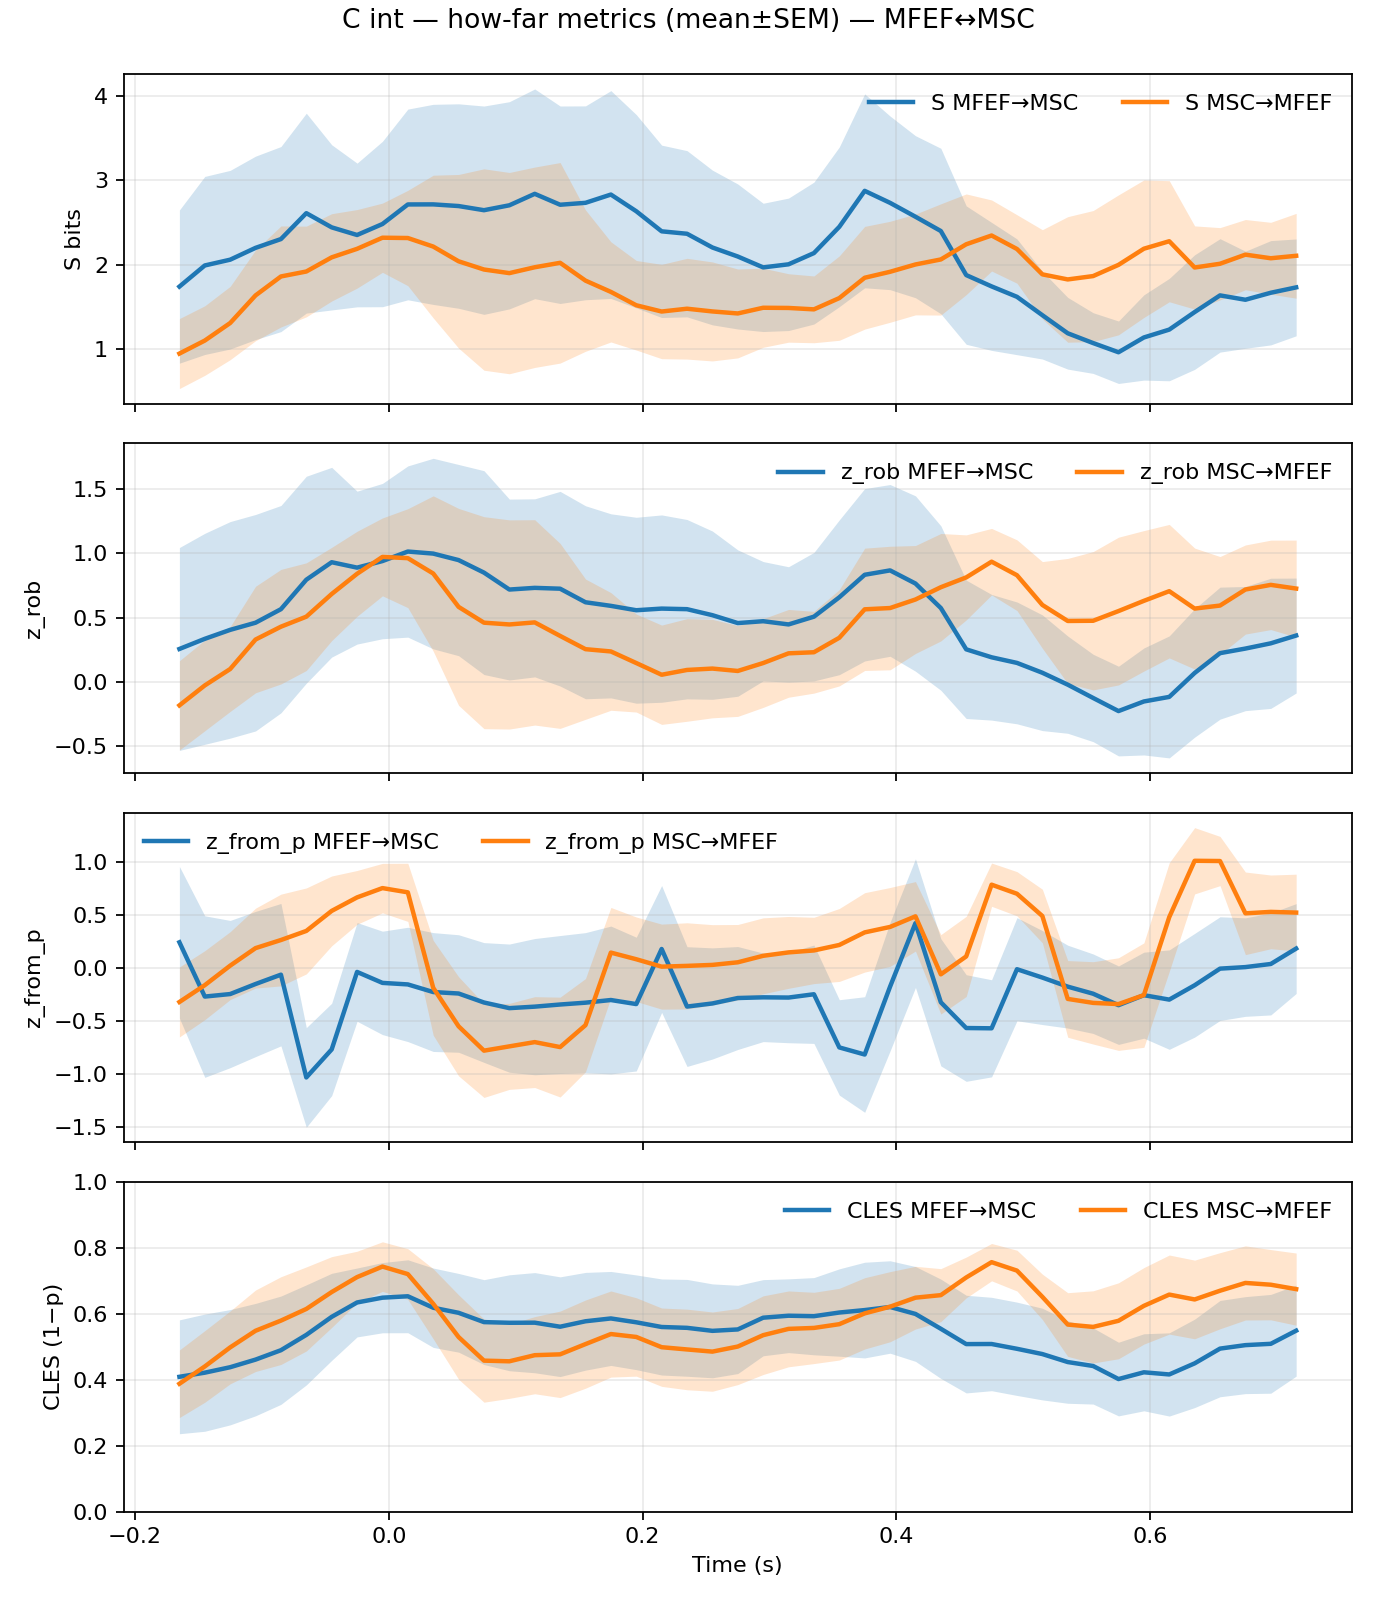 C int — how-far metrics (mean±SEM) — MFEF↔MSC
S MFEF→MSC S MSC→MFEF
4
3
2
1
S bits
z_rob MFEF→MSC z_rob MSC→MFEF
1.5
1.0
0.5
0.0
−0.5
z_rob
z_from_p MFEF→MSC z_from_p MSC→MFEF
1.0
0.5
0.0
−0.5
−1.0
−1.5
z_from_p
CLES MFEF→MSC CLES MSC→MFEF
1.0
0.8
0.6
0.4
0.2
0.0
CLES (1−p)
−0.2 0.0 0.2 0.4 0.6
Time (s)